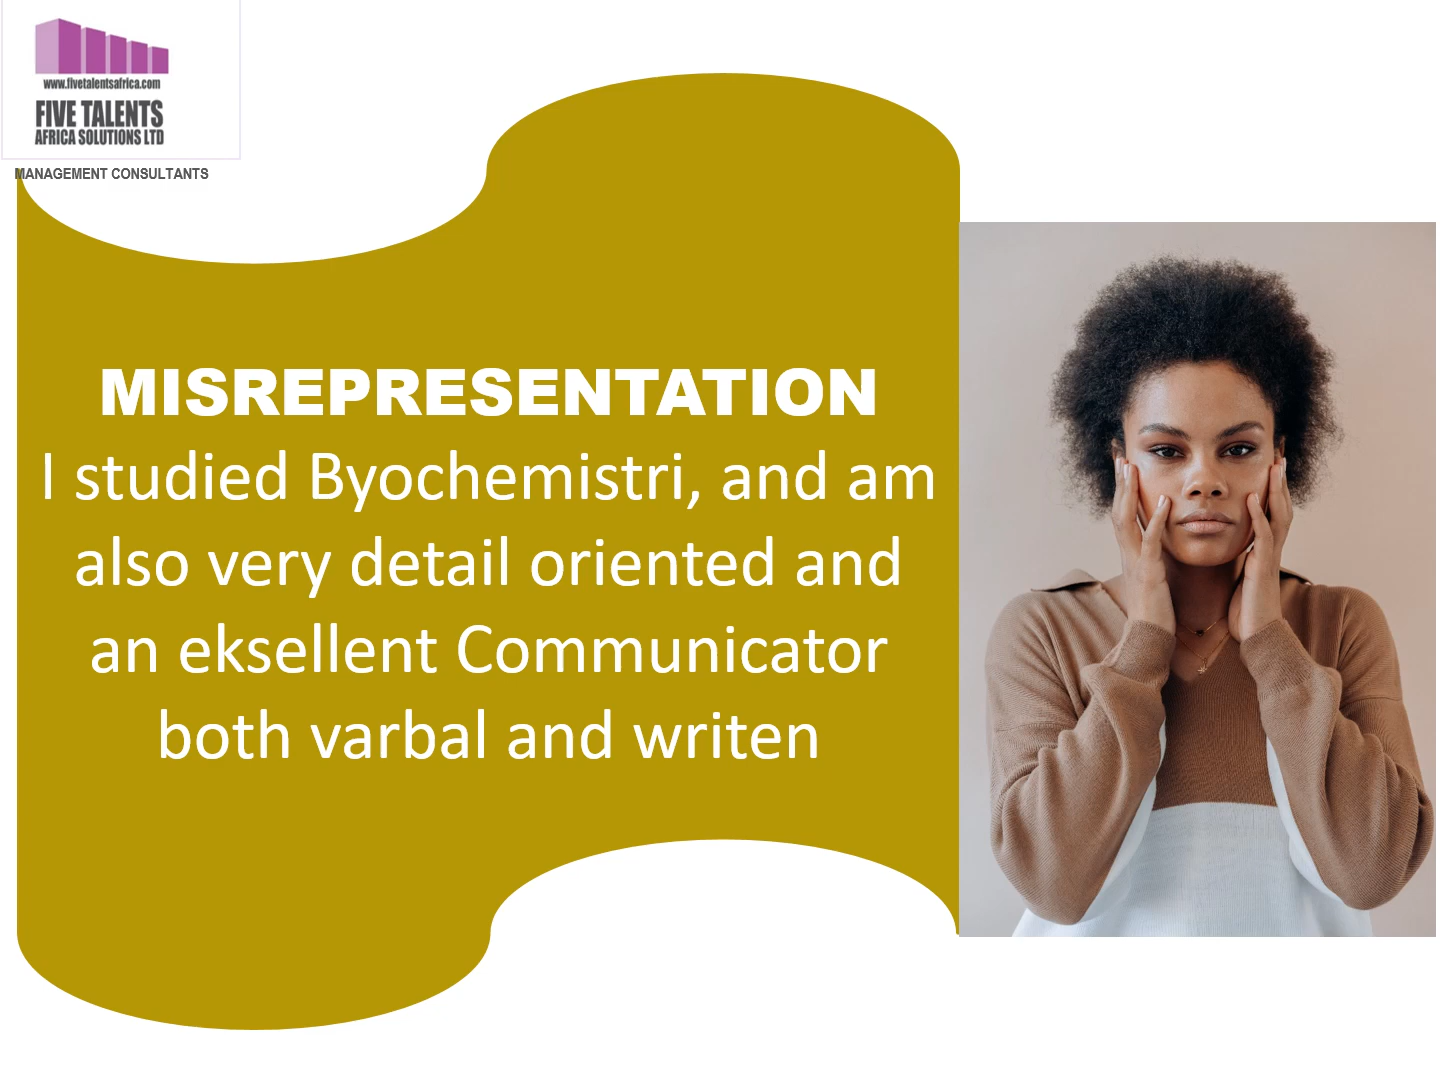 www.fivetalentsafrica.com
FIVE TALENTS
AFRICA SOLUTIONS LTD
MANAGEMENT CONSULTANTS
MISREPRESENTATION
I studied Byochemistri, and am
also very detail oriented and
an eksellent Communicator
both varbal and writen